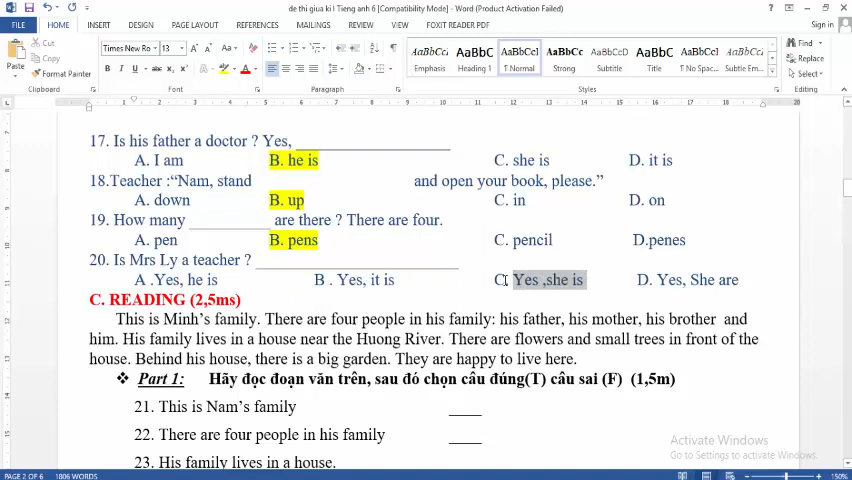 de thi giua ki I Tieng anh 6 [Compatibility Mode] - Word (Product Activation Failed)
FILE HOME INSERT DESIGN PAGE LAYOUT REFERENCES MAILINGS REVIEW VIEW FOXIT READER PDF Sign in
Cut
Copy
Format Painter
Paste
Clipboard
Times New Ro 13
Font
Paragraph
AaBbCcI AaBbC AaBbCcI AaBbCc AaBbCcD AaBbC AaBbCcI AaBbCcI
Emphasis Heading 1 ¶ Normal Strong Subtitle Title ¶ No Spac... Subtle Em...
Styles
Find
Replace
Select
Editing
17. Is his father a doctor ? Yes, ____________________
A. I am B. he is C. she is D. it is
18.Teacher :“Nam, stand and open your book, please.”
A. down B. up C. in D. on
19. How many __________ are there ? There are four.
A. pen B. pens C. pencil D.penes
20. Is Mrs Ly a teacher ? __________________________
A .Yes, he is B . Yes, it is C. Yes ,she is D. Yes, She are
C. READING (2,5ms)
This is Minh’s family. There are four people in his family: his father, his mother, his brother and
him. His family lives in a house near the Huong River. There are flowers and small trees in front of the
house. Behind his house, there is a big garden. They are happy to live here.
❖ Part 1: Hãy đọc đoạn văn trên, sau đó chọn câu đúng(T) câu sai (F) (1,5m)
21. This is Nam’s family ____
22. There are four people in his family ____
23. His family lives in a house.
Activate Windows
Go to Settings to activate Windows.
PAGE 2 OF 6 1806 WORDS
100%